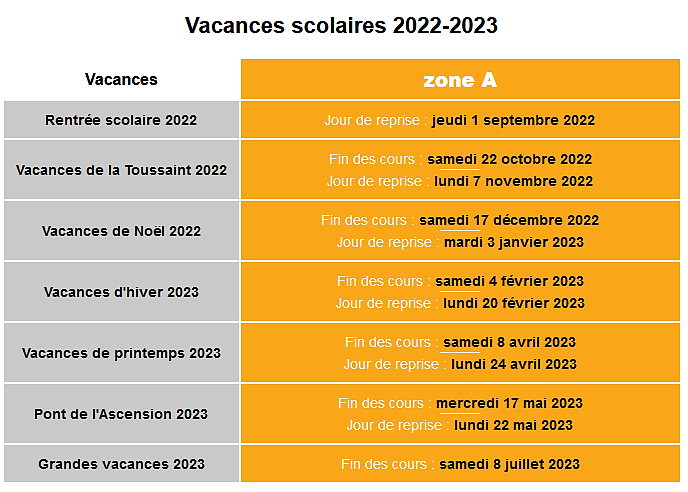 Vacances scolaires 2022-2023
Vacances zone A
Rentrée scolaire 2022 Jour de reprise : jeudi 1 septembre 2022
Vacances de la Toussaint 2022 Fin des cours : samedi 22 octobre 2022
Jour de reprise : lundi 7 novembre 2022
Vacances de Noël 2022 Fin des cours : samedi 17 décembre 2022
Jour de reprise : mardi 3 janvier 2023
Vacances d'hiver 2023 Fin des cours : samedi 4 février 2023
Jour de reprise : lundi 20 février 2023
Vacances de printemps 2023 Fin des cours : samedi 8 avril 2023
Jour de reprise : lundi 24 avril 2023
Pont de l'Ascension 2023 Fin des cours : mercredi 17 mai 2023
Jour de reprise : lundi 22 mai 2023
Grandes vacances 2023 Fin des cours : samedi 8 juillet 2023